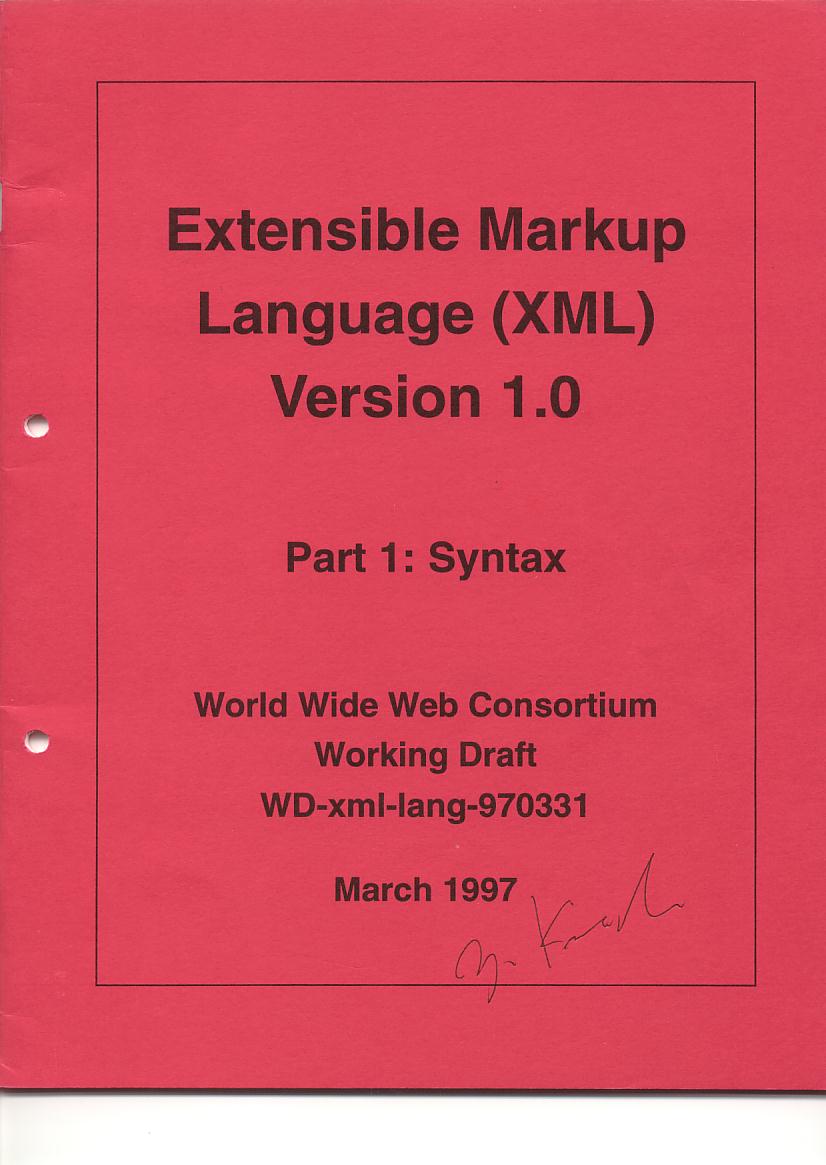 Extensible Markup
Language (XML)
Version 1.0
Part 1: Syntax
World Wide Web Consortium
Working Draft
WD-xml-lang-970331
March 1997